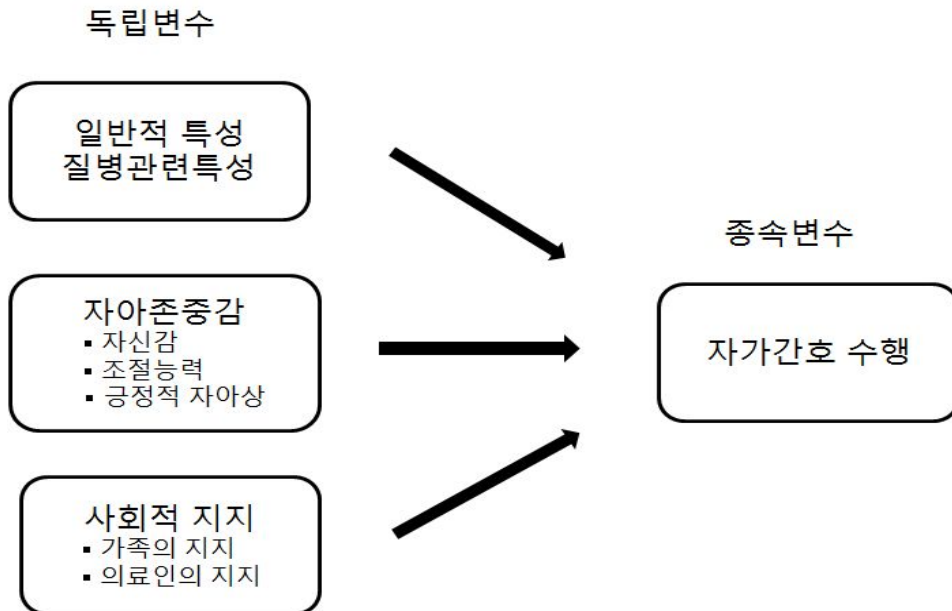 독립변수
일반적 특성
질병관련특성
자아존중감
▪ 자신감
▪ 조절능력
▪ 긍정적 자아상
사회적 지지
▪ 가족의 지지
▪ 의료인의 지지
종속변수
자가간호 수행